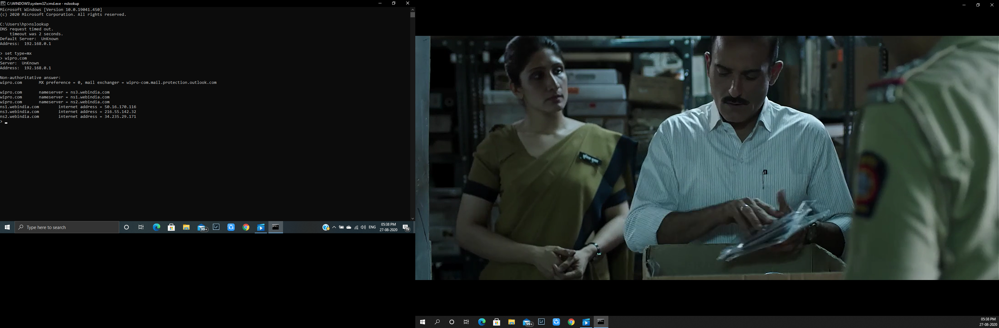 C:\WINDOWS\system32\cmd.exe - nslookup
Microsoft Windows [Version 10.0.19041.450]
(c) 2020 Microsoft Corporation. All rights reserved.
C:\Users\hp>nslookup
DNS request timed out.
timeout was 2 seconds.
Default Server:  UnKnown
Address:  192.168.0.1
> set type=mx
> wipro.com
Server:  UnKnown
Address:  192.168.0.1
Non-authoritative answer:
wipro.com       MX preference = 0, mail exchanger = wipro-com.mail.protection.outlook.com
wipro.com       nameserver = ns3.webindia.com
wipro.com       nameserver = ns1.webindia.com
wipro.com       nameserver = ns2.webindia.com
ns1.webindia.com        internet address = 50.16.170.116
ns3.webindia.com        internet address = 216.55.142.32
ns2.webindia.com        internet address = 34.235.29.171
>
Type here to search
99+
Lr
ENG
05:38 PM
27-08-2020
19
99+
Lr
05:38 PM
27-08-2020